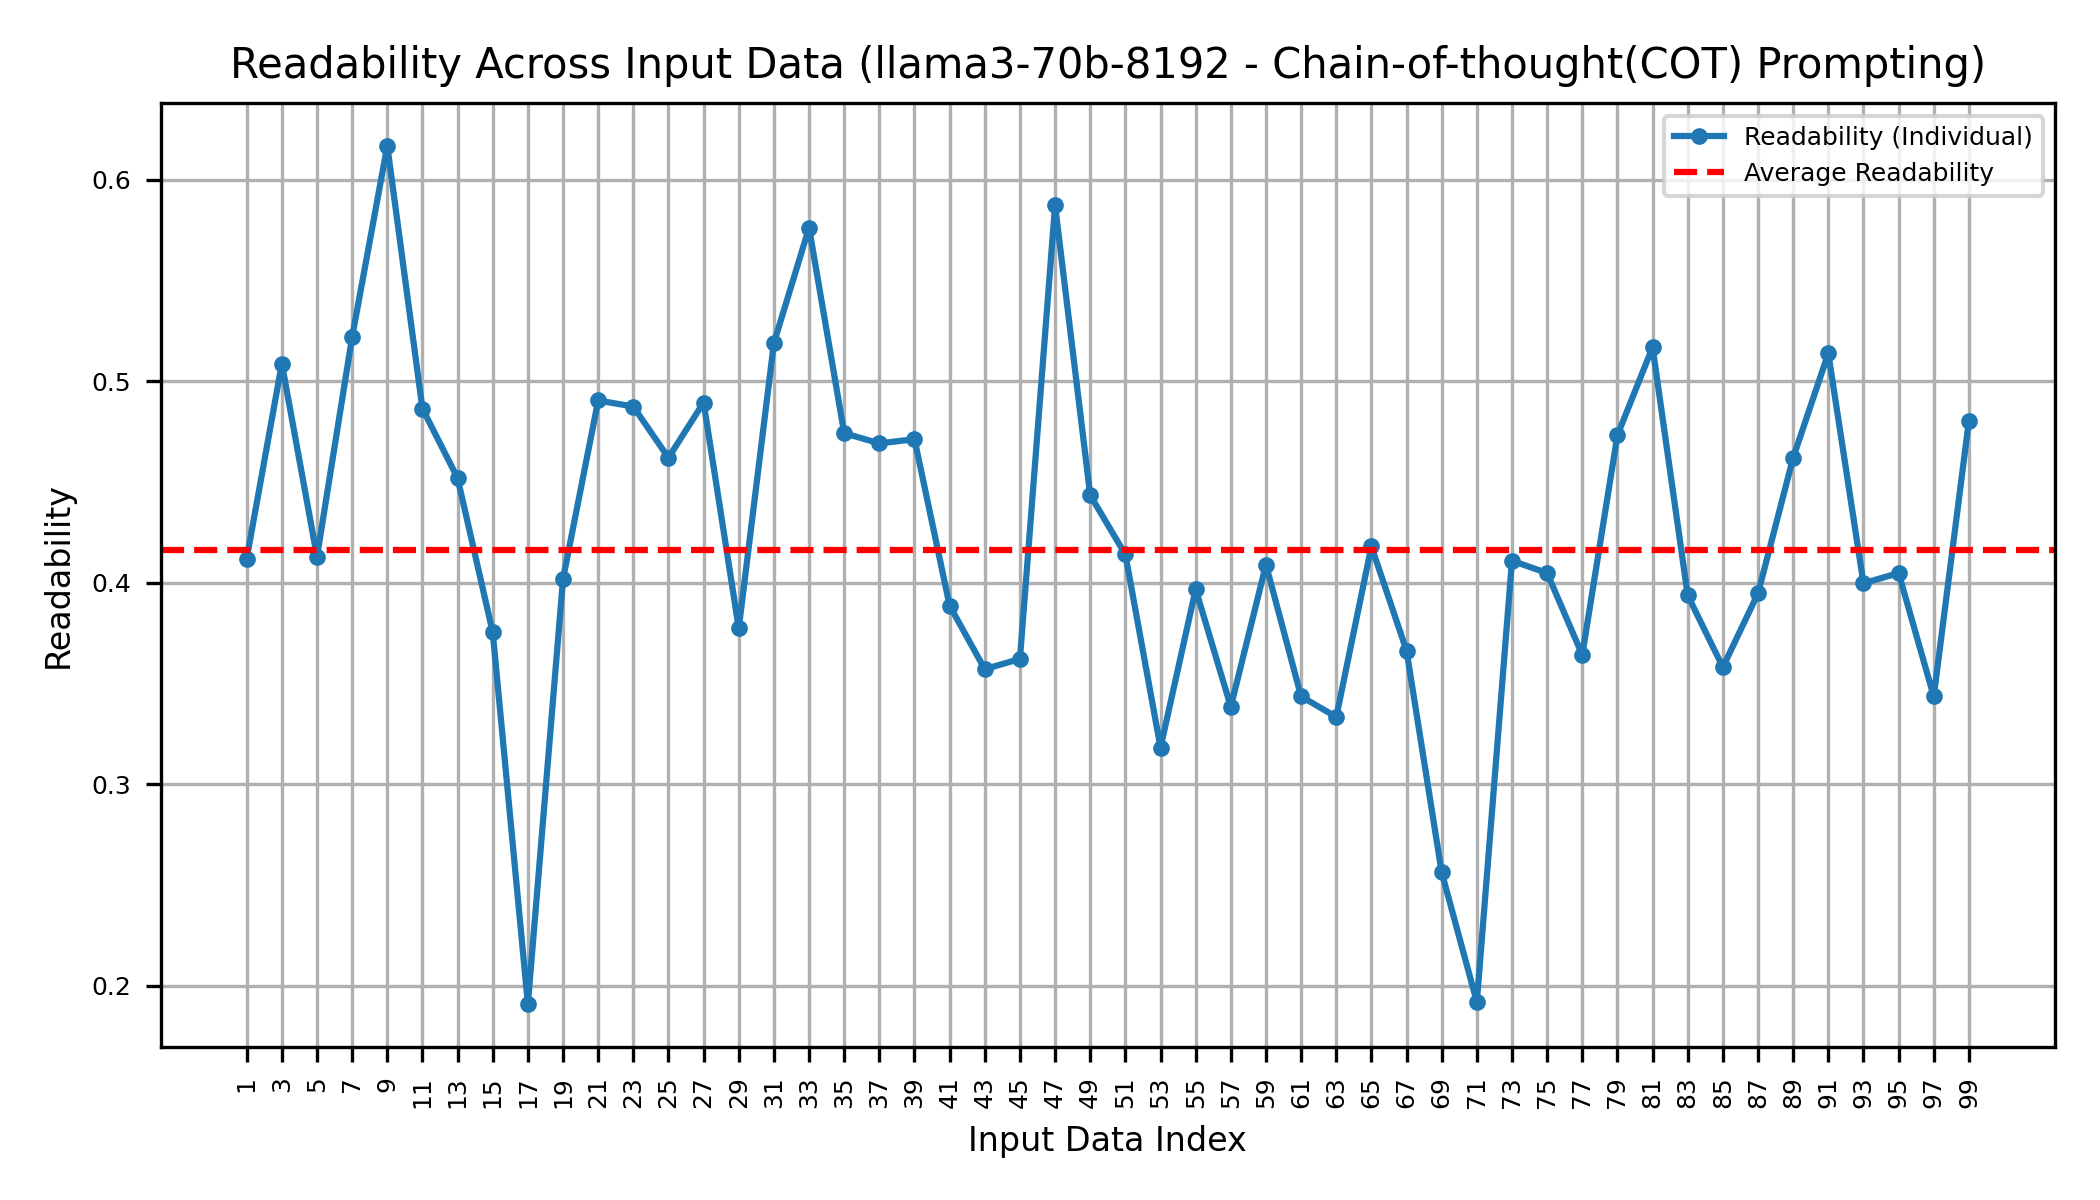 Readability Across Input Data (llama3-70b-8192 - Chain-of-thought(COT) Prompting)
Readability (Individual)
Average Readability
Readability
0.6
0.5
0.4
0.3
0.2
1 3 5 7 9 11 13 15 17 19 21 23 25 27 29 31 33 35 37 39 41 43 45 47 49 51 53 55 57 59 61 63 65 67 69 71 73 75 77 79 81 83 85 87 89 91 93 95 97 99
Input Data Index